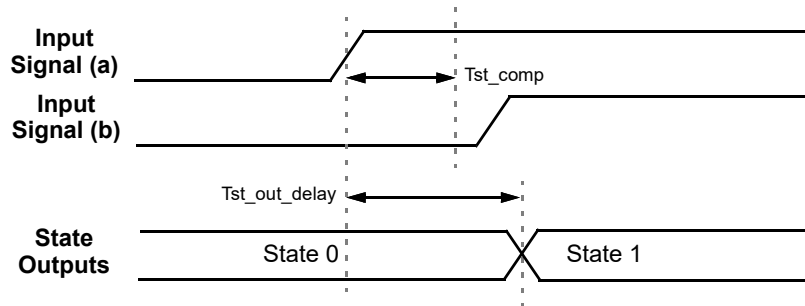 Input
Signal (a)
Tst_comp
Input
Signal (b)
Tst_out_delay
State
Outputs
State 0
State 1